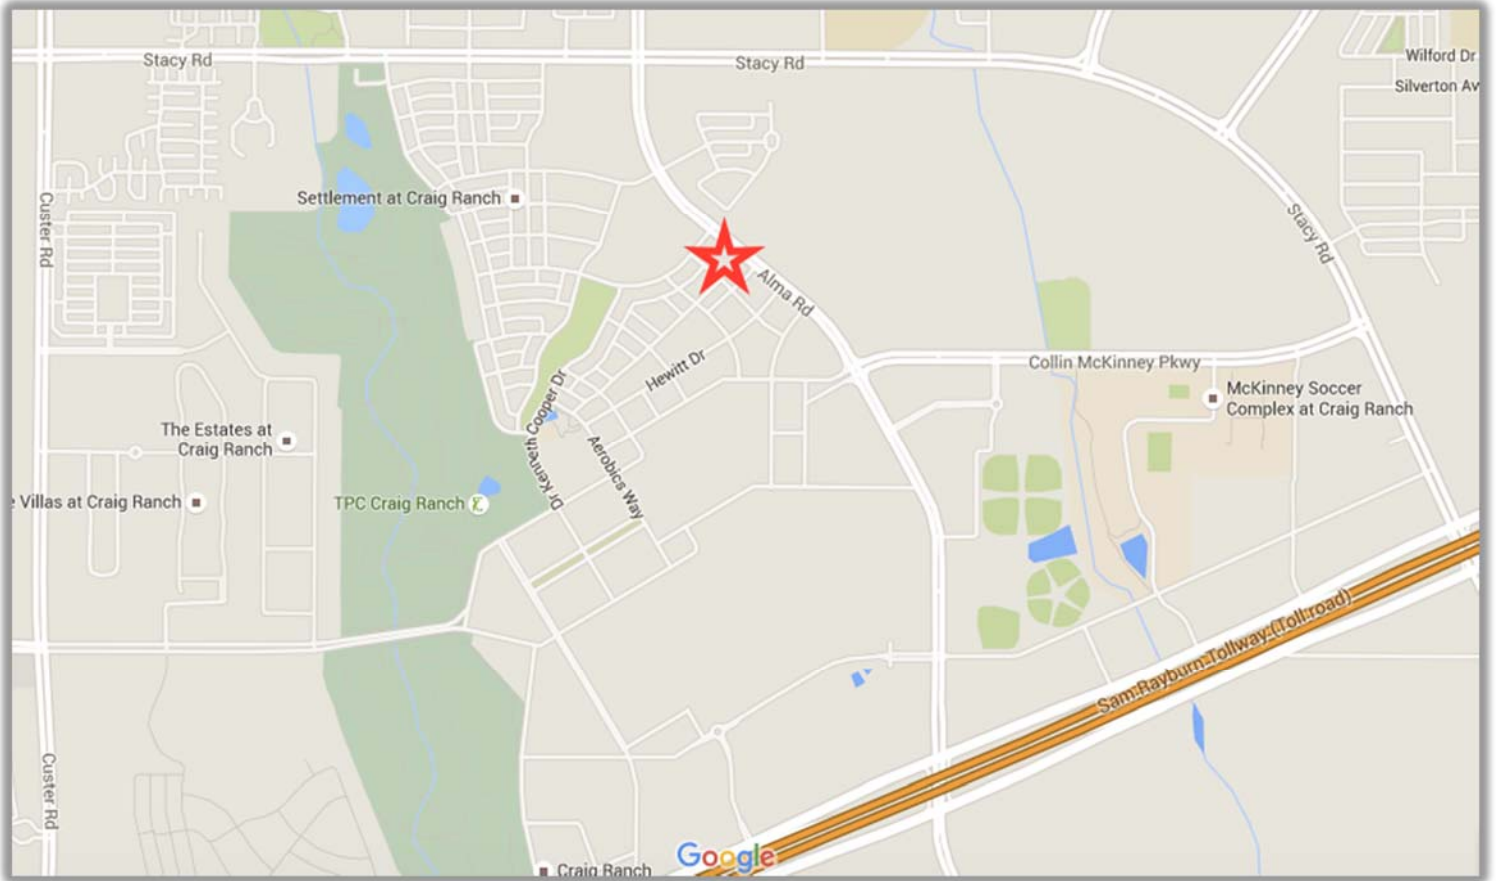 Stacy Rd
Stacy Rd
Wilford Dr
Silverton Av
Custer Rd
Settlement at Craig Ranch
Stacy Rd
Alma Rd
Collin McKinney Pkwy
Hewitt Dr
McKinney Soccer
Complex at Craig Ranch
Dr Kenneth Cooper Dr
The Estates at
Craig Ranch
Aerobics Way
e Villas at Craig Ranch
TPC Craig Ranch
Sam Rayburn Tollway (Toll road)
Custer Rd
Google
Craig Ranch